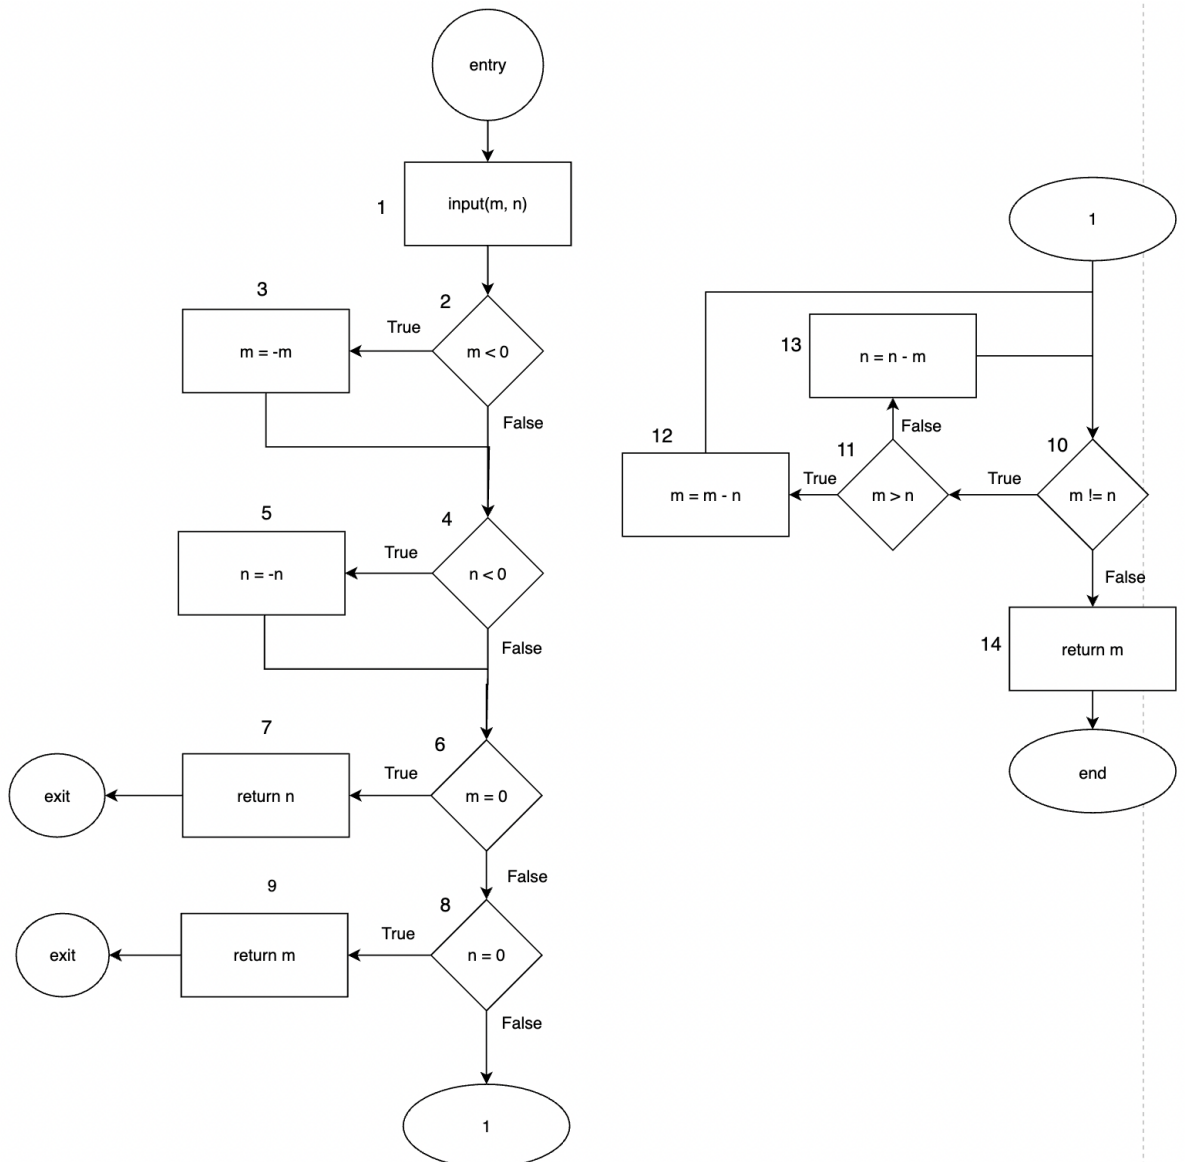 entry
1
input(m, n)
3
2
True
m = -m
m < 0
False
5
4
True
n = -n
n < 0
False
7
6
True
exit
return n
m = 0
False
9
8
True
exit
return m
n = 0
False
1
1
13
n = n - m
False
12
11
10
True
True
m = m - n
m > n
m != n
False
14
return m
end